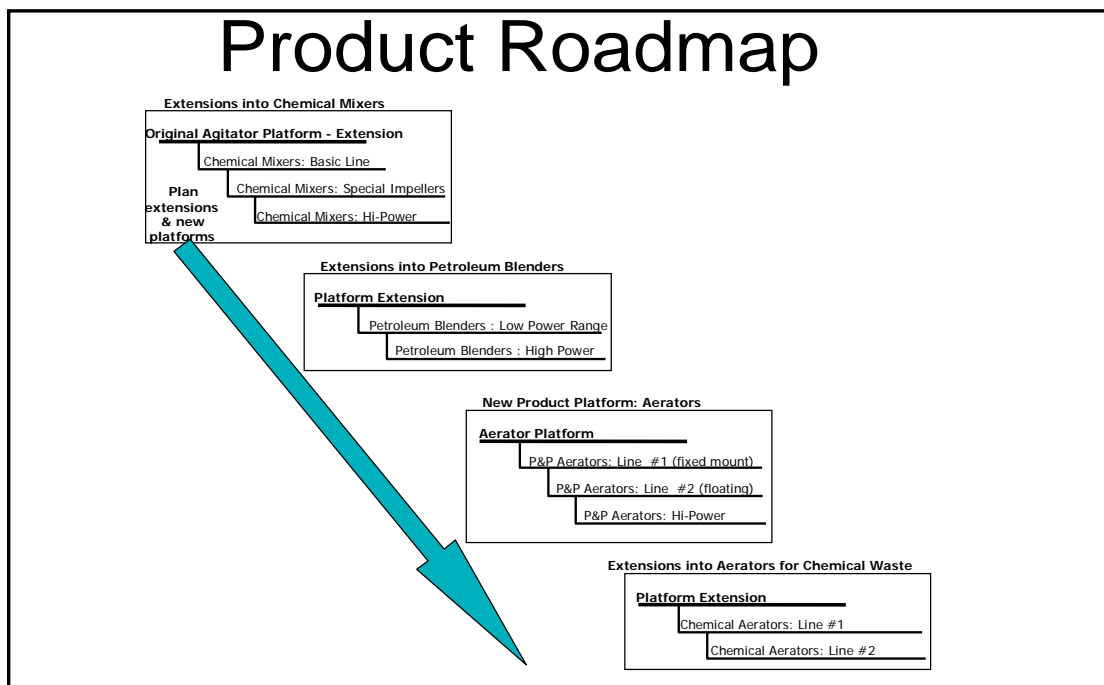 Product Roadmap
Extensions into Chemical Mixers
Original Agitator Platform - Extension
Chemical Mixers: Basic Line
Chemical Mixers: Special Impellers
Chemical Mixers: Hi-Power
Plan
extensions
& new
platforms
Extensions into Petroleum Blenders
Platform Extension
Petroleum Blenders : Low Power Range
Petroleum Blenders : High Power
New Product Platform: Aerators
Aerator Platform
P&P Aerators: Line #1 (fixed mount)
P&P Aerators: Line #2 (floating)
P&P Aerators: Hi-Power
Extensions into Aerators for Chemical Waste
Platform Extension
Chemical Aerators: Line #1
Chemical Aerators: Line #2